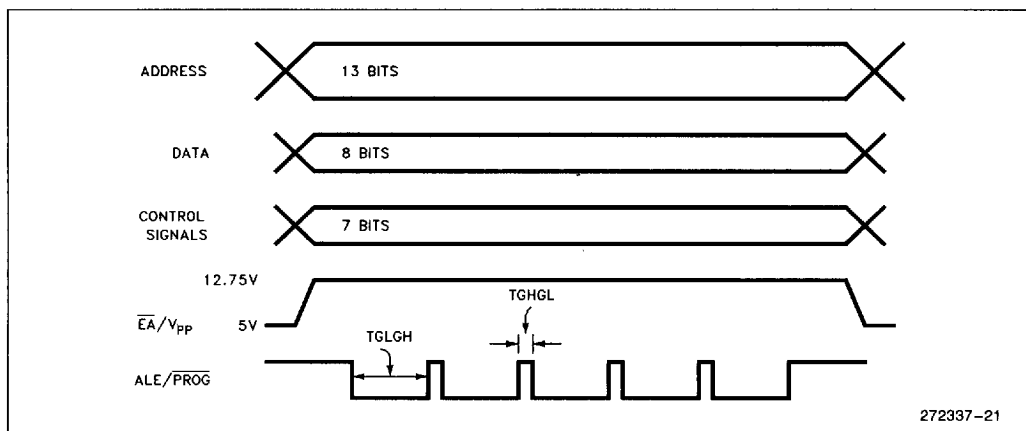 ADDRESS
13 BITS
DATA
8 BITS
CONTROL
SIGNALS
7 BITS
12.75V
TGHGL
EA/VPP
5V
TGLGH
ALE/PROG
272337-21